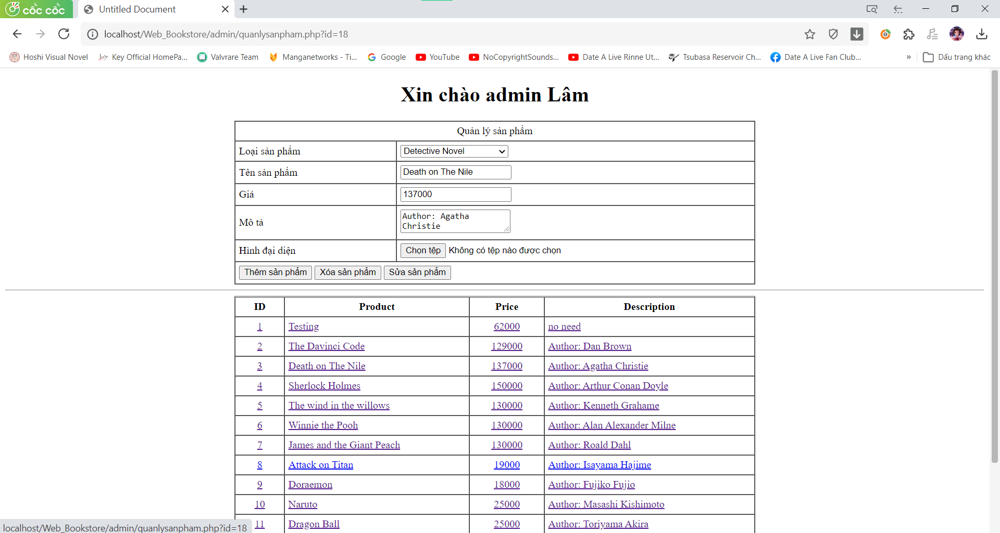 cốc cốc
Untitled Document
localhost/Web_Bookstore/admin/quanlysanpham.php?id=18
Hoshi Visual Novel
Key Official HomePa...
Valvrare Team
Manganetworks - Ti...
Google
YouTube
NoCopyrightSounds...
Date A Live Rinne Ut...
Tsubasa Reservoir Ch...
Date A Live Fan Club...
»
Dấu trang khác
Xin chào admin Lâm
Quản lý sản phẩm
Loại sản phẩm Detective Novel
Tên sản phẩm Death on The Nile
Giá 137000
Mô tả Author: Agatha
Christie
Hình đại diện Chọn tệp Không có tệp nào được chọn
Thêm sản phẩm Xóa sản phẩm Sửa sản phẩm
ID Product Price Description
1 Testing 62000 no need
2 The Davinci Code 129000 Author: Dan Brown
3 Death on The Nile 137000 Author: Agatha Christie
4 Sherlock Holmes 150000 Author: Arthur Conan Doyle
5 The wind in the willows 130000 Author: Kenneth Grahame
6 Winnie the Pooh 130000 Author: Alan Alexander Milne
7 James and the Giant Peach 130000 Author: Roald Dahl
8 Attack on Titan 19000 Author: Isayama Hajime
9 Doraemon 18000 Author: Fujiko Fujio
10 Naruto 25000 Author: Masashi Kishimoto
11 Dragon Ball 25000 Author: Toriyama Akira
localhost/Web_Bookstore/admin/quanlysanpham.php?id=18